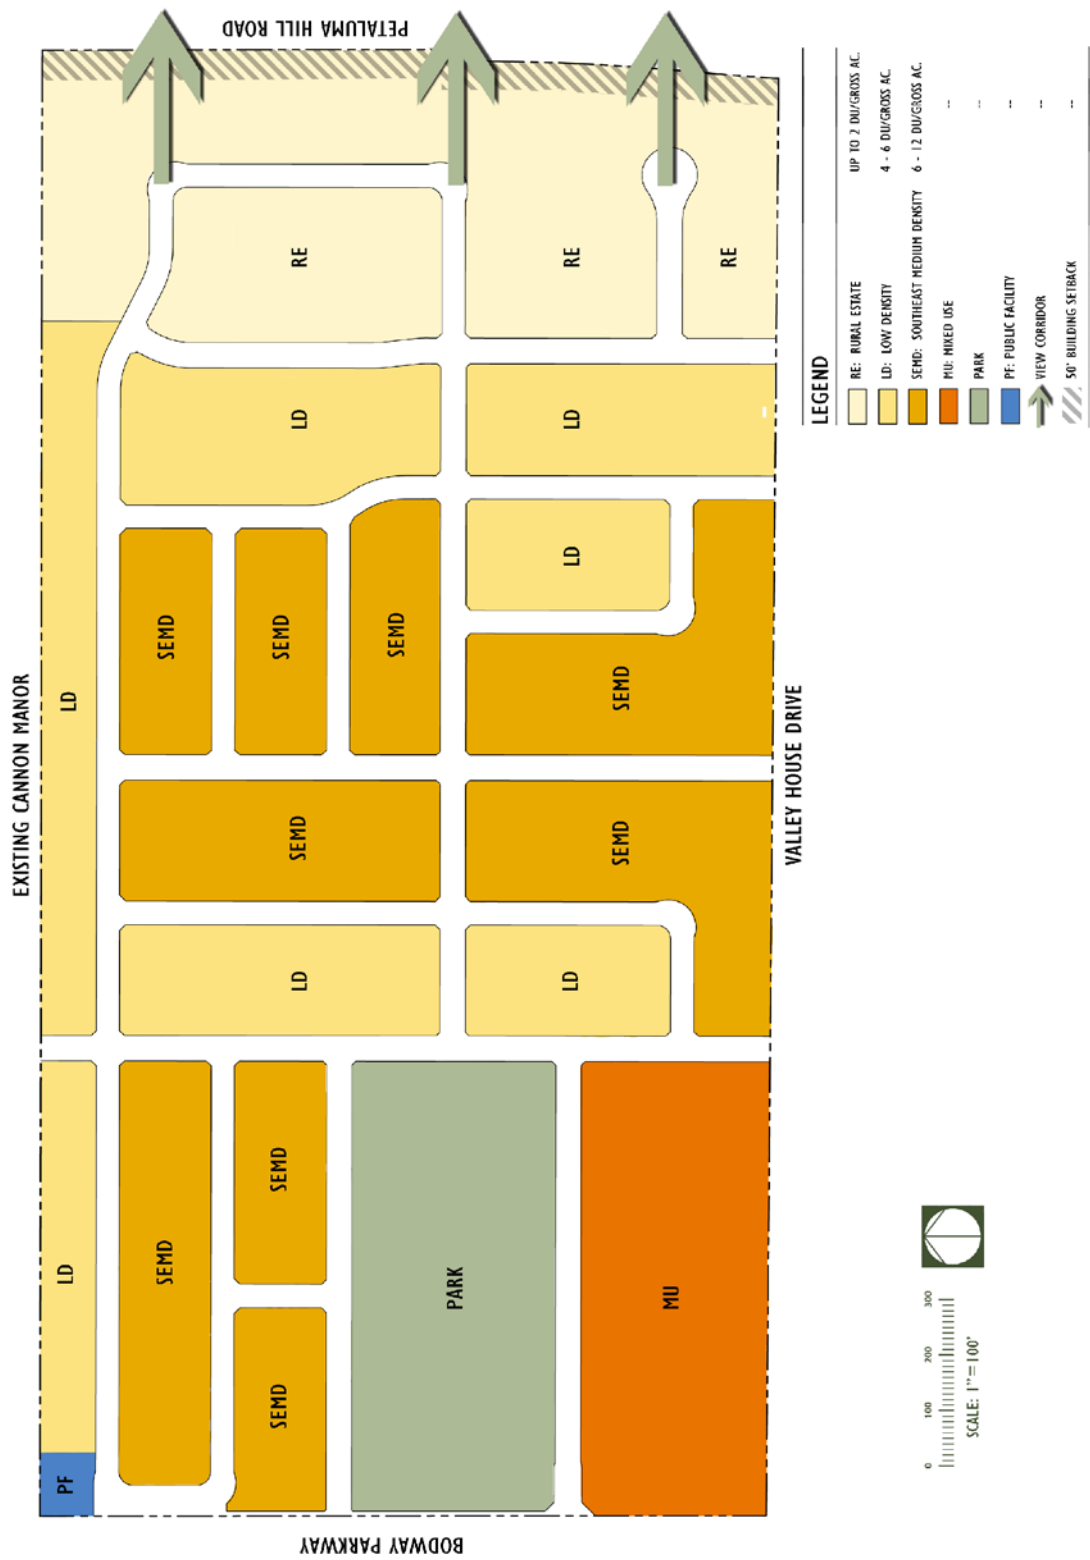 EXISTING CANNON MANOR
PETALUMA HILL ROAD
BODWAY PARKWAY
VALLEY HOUSE DRIVE
PF
LD
LD
SEMD
SEMD
SEMD
SEMD
LD
SEMD
SEMD
SEMD
LD
RE
PARK
LD
SEMD
SEMD
LD
LD
RE
MU
RE
LEGEND
RE: RURAL ESTATE UP TO 2 DU/GROSS AC.
LD: LOW DENSITY 4 - 6 DU/GROSS AC.
SEMD: SOUTHEAST MEDIUM DENSITY 6 - 12 DU/GROSS AC.
MU: MIXED USE --
PARK --
PF: PUBLIC FACILITY --
VIEW CORRIDOR --
50' BUILDING SETBACK --
0 100 200 300
SCALE: 1"=100'